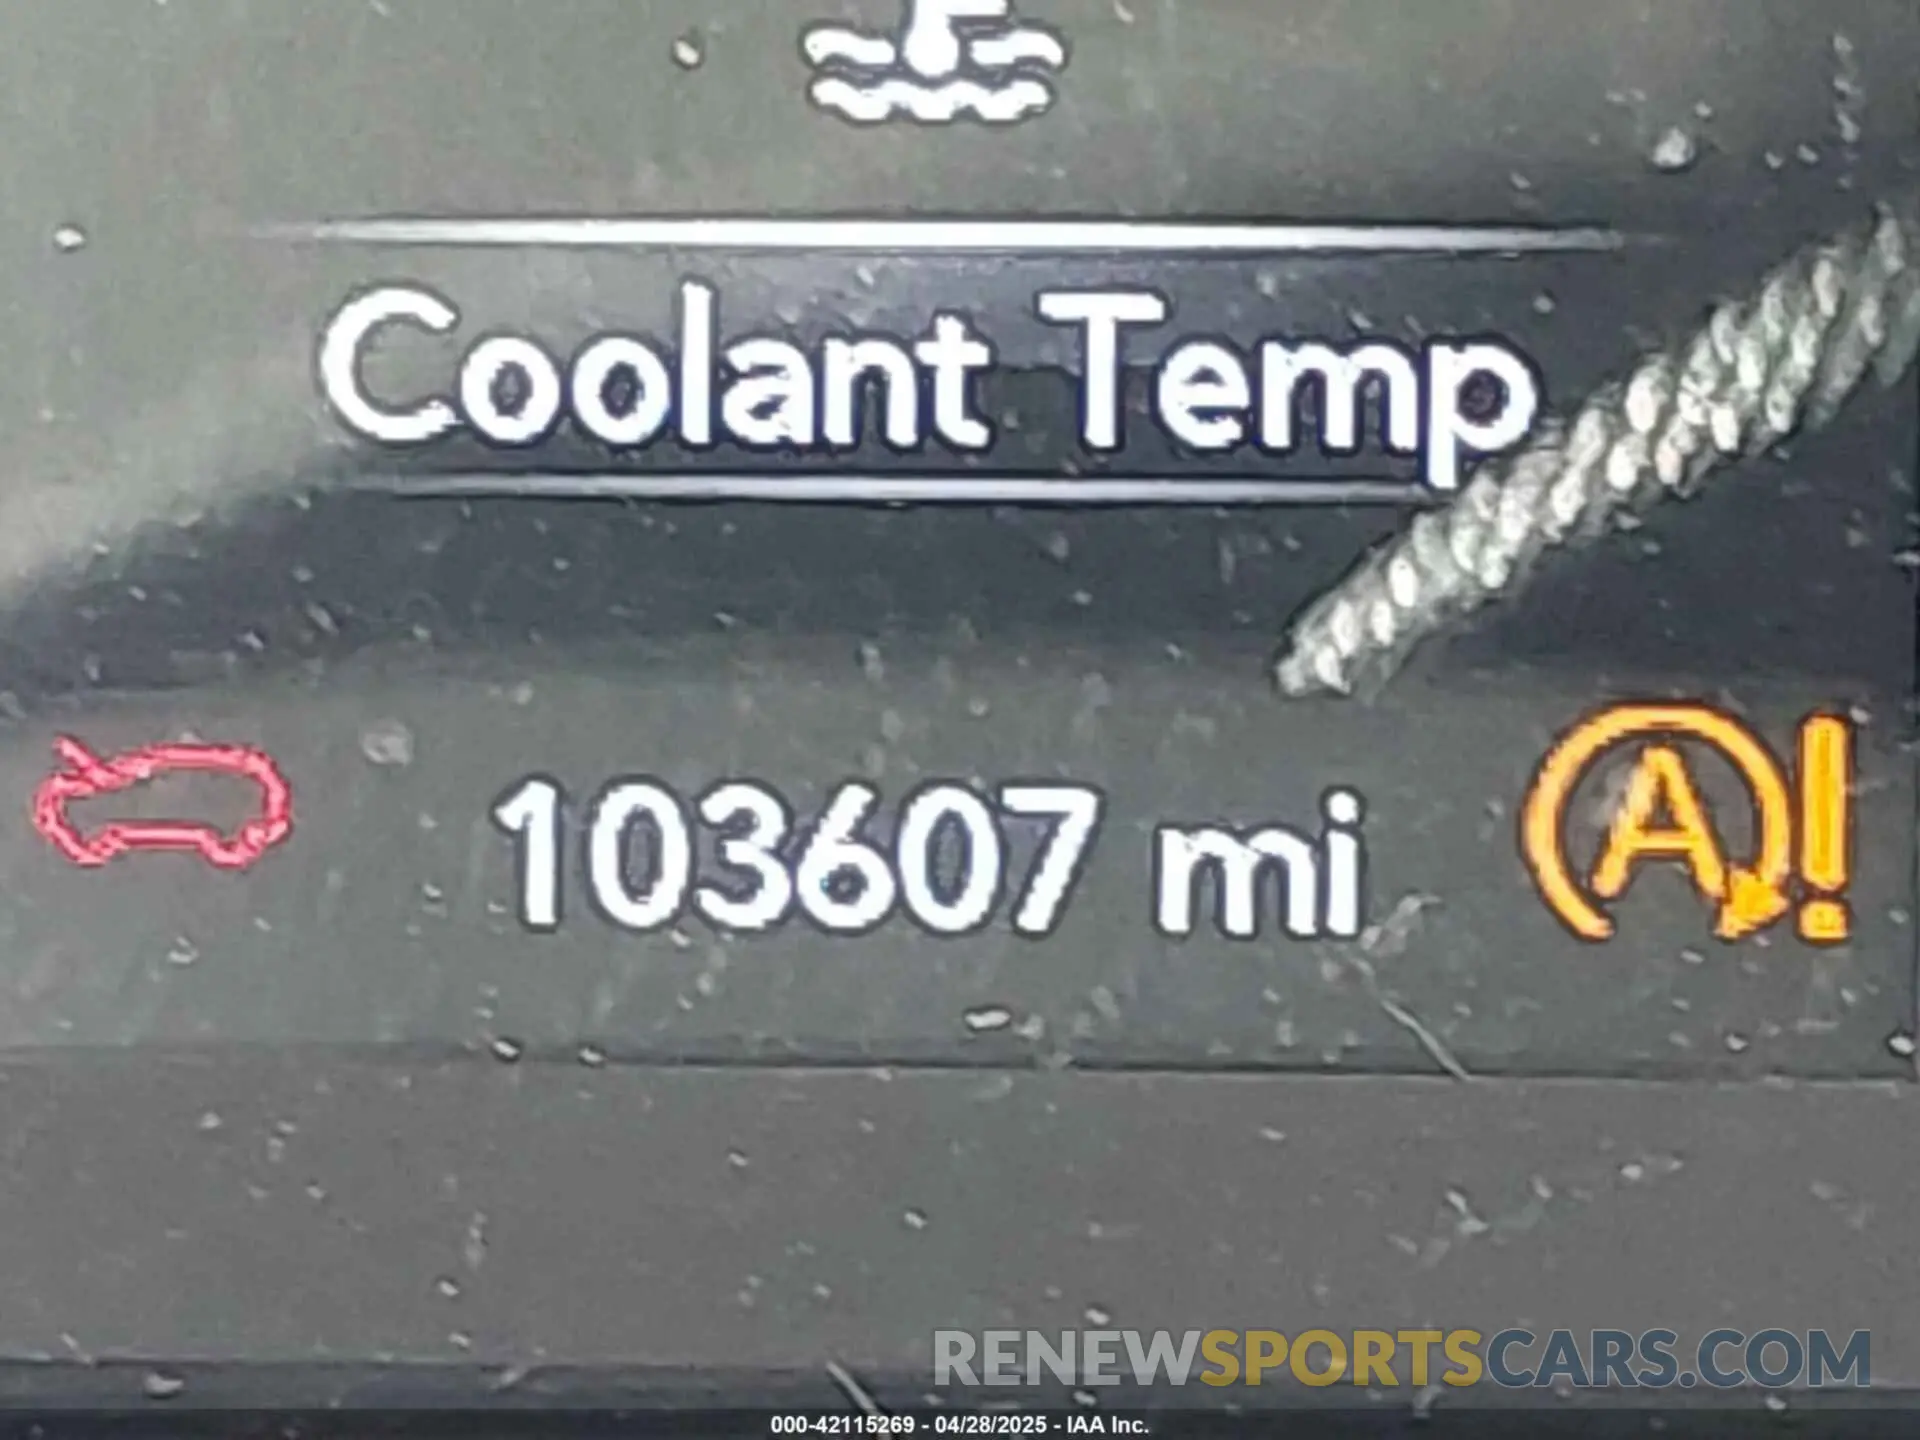 Coolant Temp
103607 mi
A!
RENEWSPORTSCARS.COM
000-42115269 - 04/28/2025 - IAA Inc.